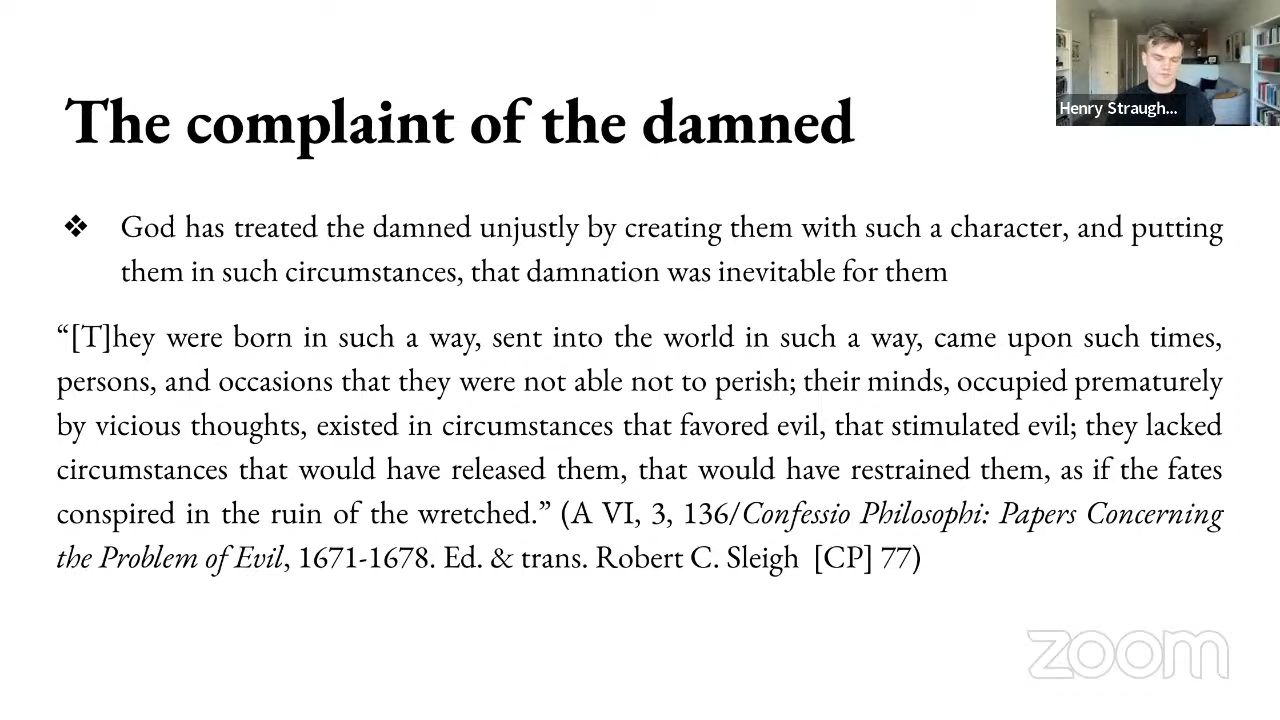 The complaint of the damned
Henry Straugh...
❖ God has treated the damned unjustly by creating them with such a character, and putting
them in such circumstances, that damnation was inevitable for them
“[T]hey were born in such a way, sent into the world in such a way, came upon such times,
persons, and occasions that they were not able not to perish; their minds, occupied prematurely
by vicious thoughts, existed in circumstances that favored evil, that stimulated evil; they lacked
circumstances that would have released them, that would have restrained them, as if the fates
conspired in the ruin of the wretched.” (A VI, 3, 136/Confessio Philosophi: Papers Concerning
the Problem of Evil, 1671-1678. Ed. & trans. Robert C. Sleigh [CP] 77)
zoom